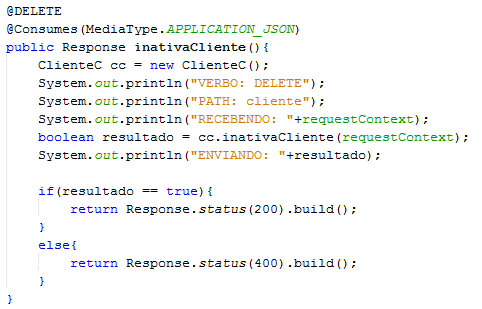 @DELETE
@Consumes(MediaType.APPLICATION_JSON)
public Response inativaCliente(){
    ClienteC cc = new ClienteC();
    System.out.println("VERBO: DELETE");
    System.out.println("PATH: cliente");
    System.out.println("RECEBENDO: "+requestContext);
    boolean resultado = cc.inativaCliente(requestContext);
    System.out.println("ENVIANDO: "+resultado);

    if(resultado == true){
        return Response.status(200).build();
    }
    else{
        return Response.status(400).build();
    }
}